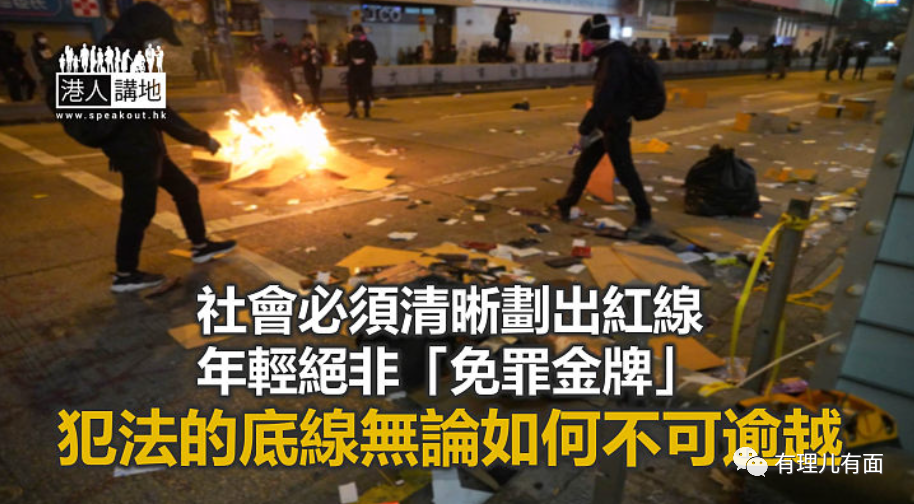 港人講地
www.speakout.hk
社會必須清晰劃出紅線
年輕絕非「免罪金牌」
犯法的底線無論如何不可逾越
有理儿有面